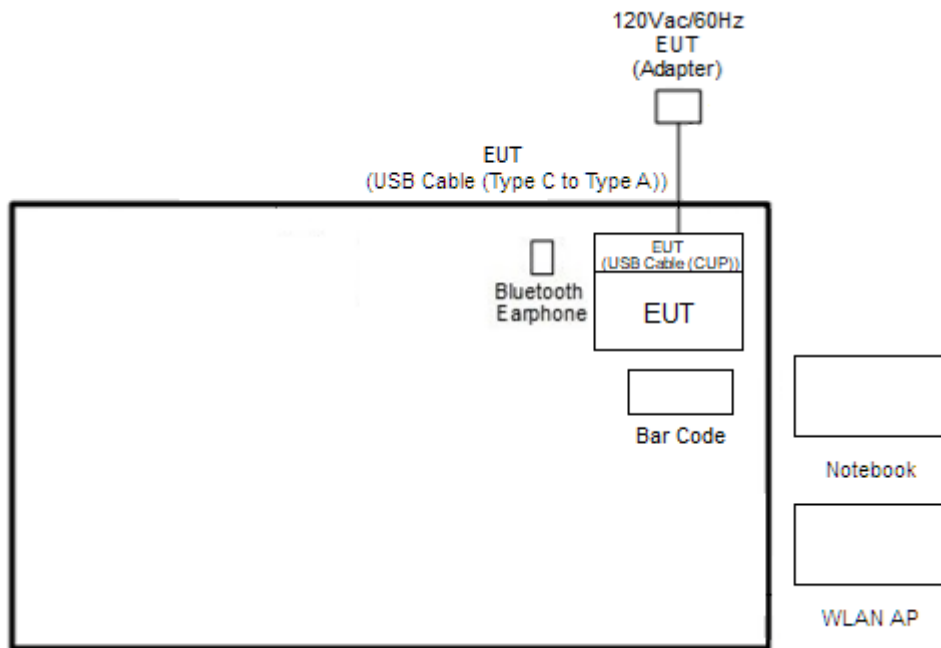 120Vac/60Hz
EUT
(Adapter)
EUT
(USB Cable (Type C to Type A))
EUT
(USB Cable (CUP))
EUT
Bluetooth
Earphone
Bar Code
Notebook
WLAN AP